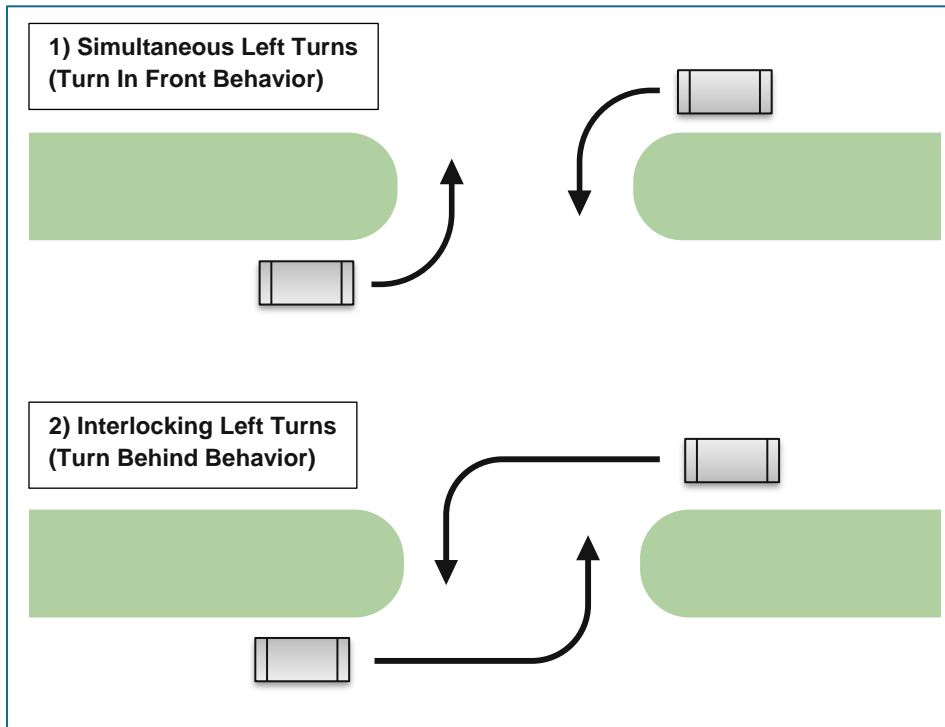 1) Simultaneous Left Turns
(Turn In Front Behavior)
2) Interlocking Left Turns
(Turn Behind Behavior)